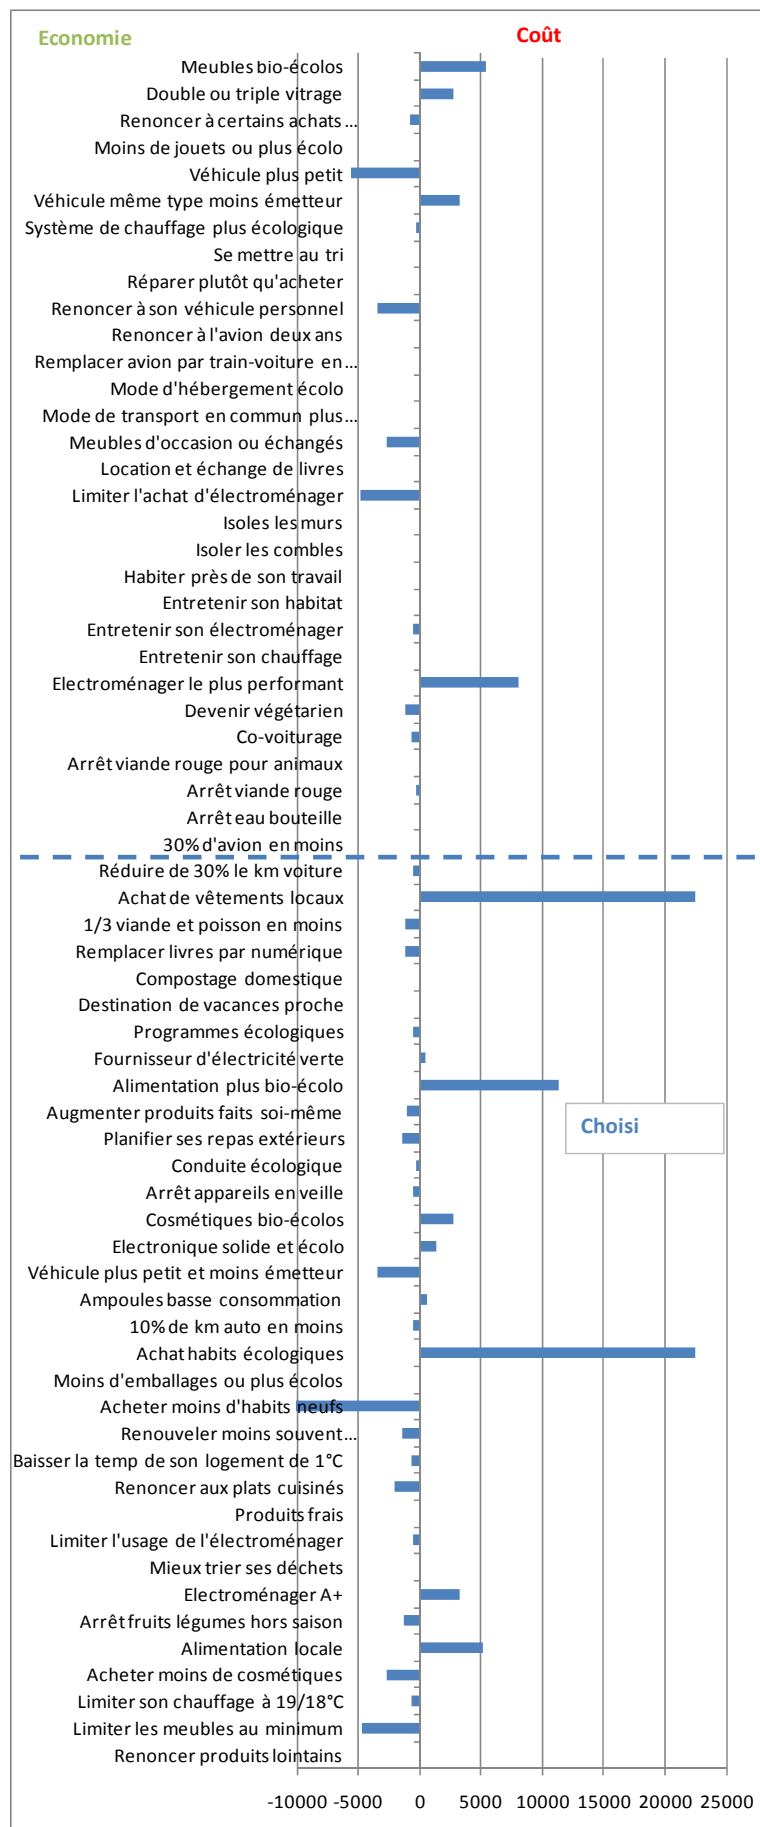 Economie
Coût
Meubles bio-écolos
Double ou triple vitrage
Renoncer à certains achats ...
Moins de jouets ou plus écolo
Véhicule plus petit
Véhicule même type moins émetteur
Système de chauffage plus écologique
Se mettre au tri
Réparer plutôt qu'acheter
Renoncer à son véhicule personnel
Renoncer à l'avion deux ans
Remplacer avion par train-voiture en ...
Mode d'hébergement écolo
Mode de transport en commun plus ...
Meubles d'occasion ou échangés
Location et échange de livres
Limiter l'achat d'électroménager
Isoles les murs
Isoler les combles
Habiter près de son travail
Entretenir son habitat
Entretenir son électroménager
Entretenir son chauffage
Electroménager le plus performant
Devenir végétarien
Co-voiturage
Arrêt viande rouge pour animaux
Arrêt viande rouge
Arrêt eau bouteille
30% d'avion en moins
Réduire de 30% le km voiture
Achat de vêtements locaux
1/3 viande et poisson en moins
Remplacer livres par numérique
Compostage domestique
Destination de vacances proche
Programmes écologiques
Fournisseur d'électricité verte
Alimentation plus bio-écolo
Augmenter produits faits soi-même
Choisi
Planifier ses repas extérieurs
Conduite écologique
Arrêt appareils en veille
Cosmétiques bio-écolos
Electronique solide et écolo
Véhicule plus petit et moins émetteur
Ampoules basse consommation
10% de km auto en moins
Achat habits écologiques
Moins d'emballages ou plus écolos
Acheter moins d'habits neufs
Renouveler moins souvent ...
Baisser la temp de son logement de 1°C
Renoncer aux plats cuisinés
Produits frais
Limiter l'usage de l'électroménager
Mieux trier ses déchets
Electroménager A+
Arrêt fruits légumes hors saison
Alimentation locale
Acheter moins de cosmétiques
Limiter son chauffage à 19/18°C
Limiter les meubles au minimum
Renoncer produits lointains
-10000 -5000 0 5000 10000 15000 20000 25000